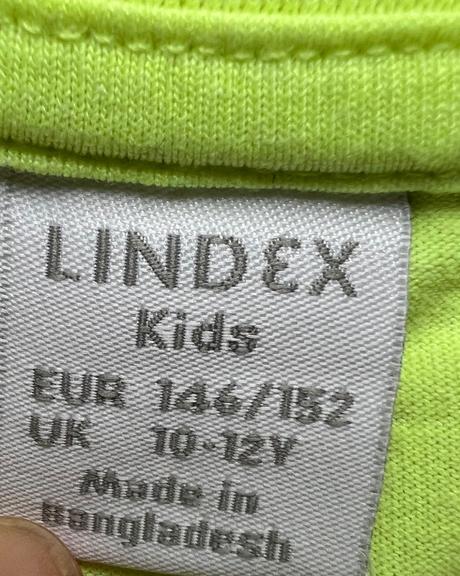 LINDEX
Kids
EUR 146/152
UK 10-12Y
Made in
Bangladesh